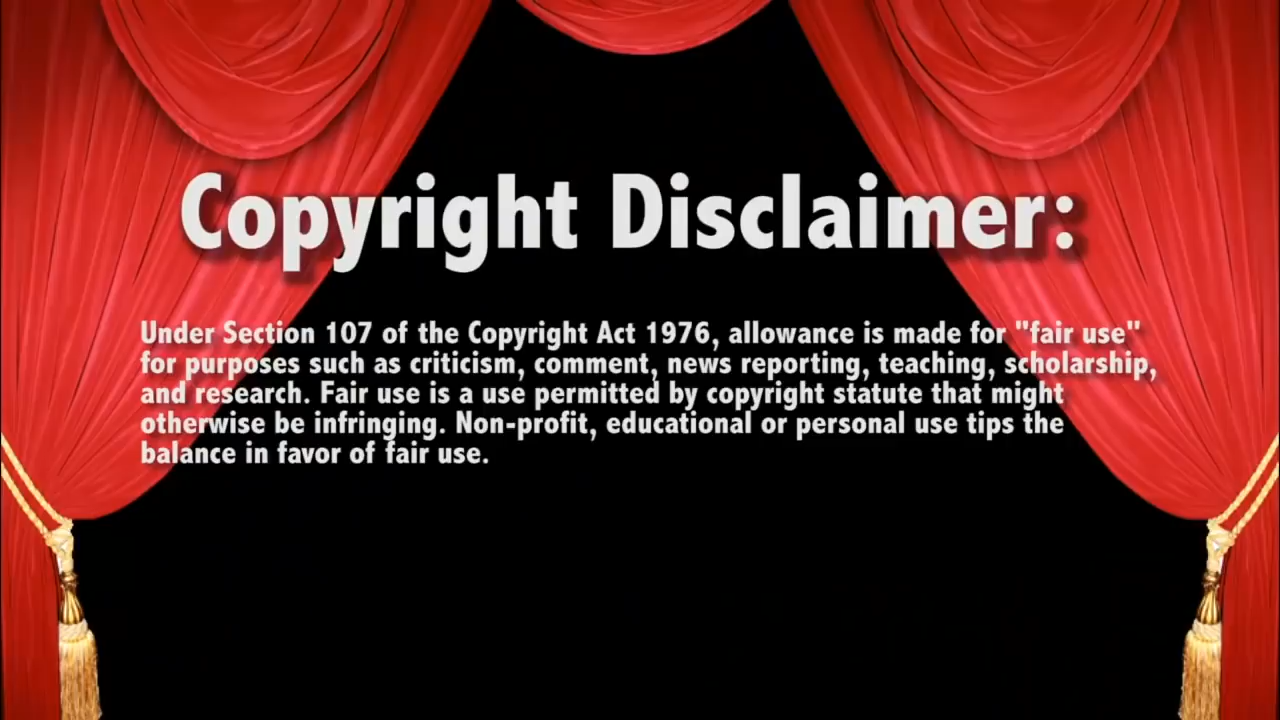 Copyright Disclaimer:
Under Section 107 of the Copyright Act 1976, allowance is made for "fair use"
for purposes such as criticism, comment, news reporting, teaching, scholarship,
and research. Fair use is a use permitted by copyright statute that might
otherwise be infringing. Non-profit, educational or personal use tips the
balance in favor of fair use.